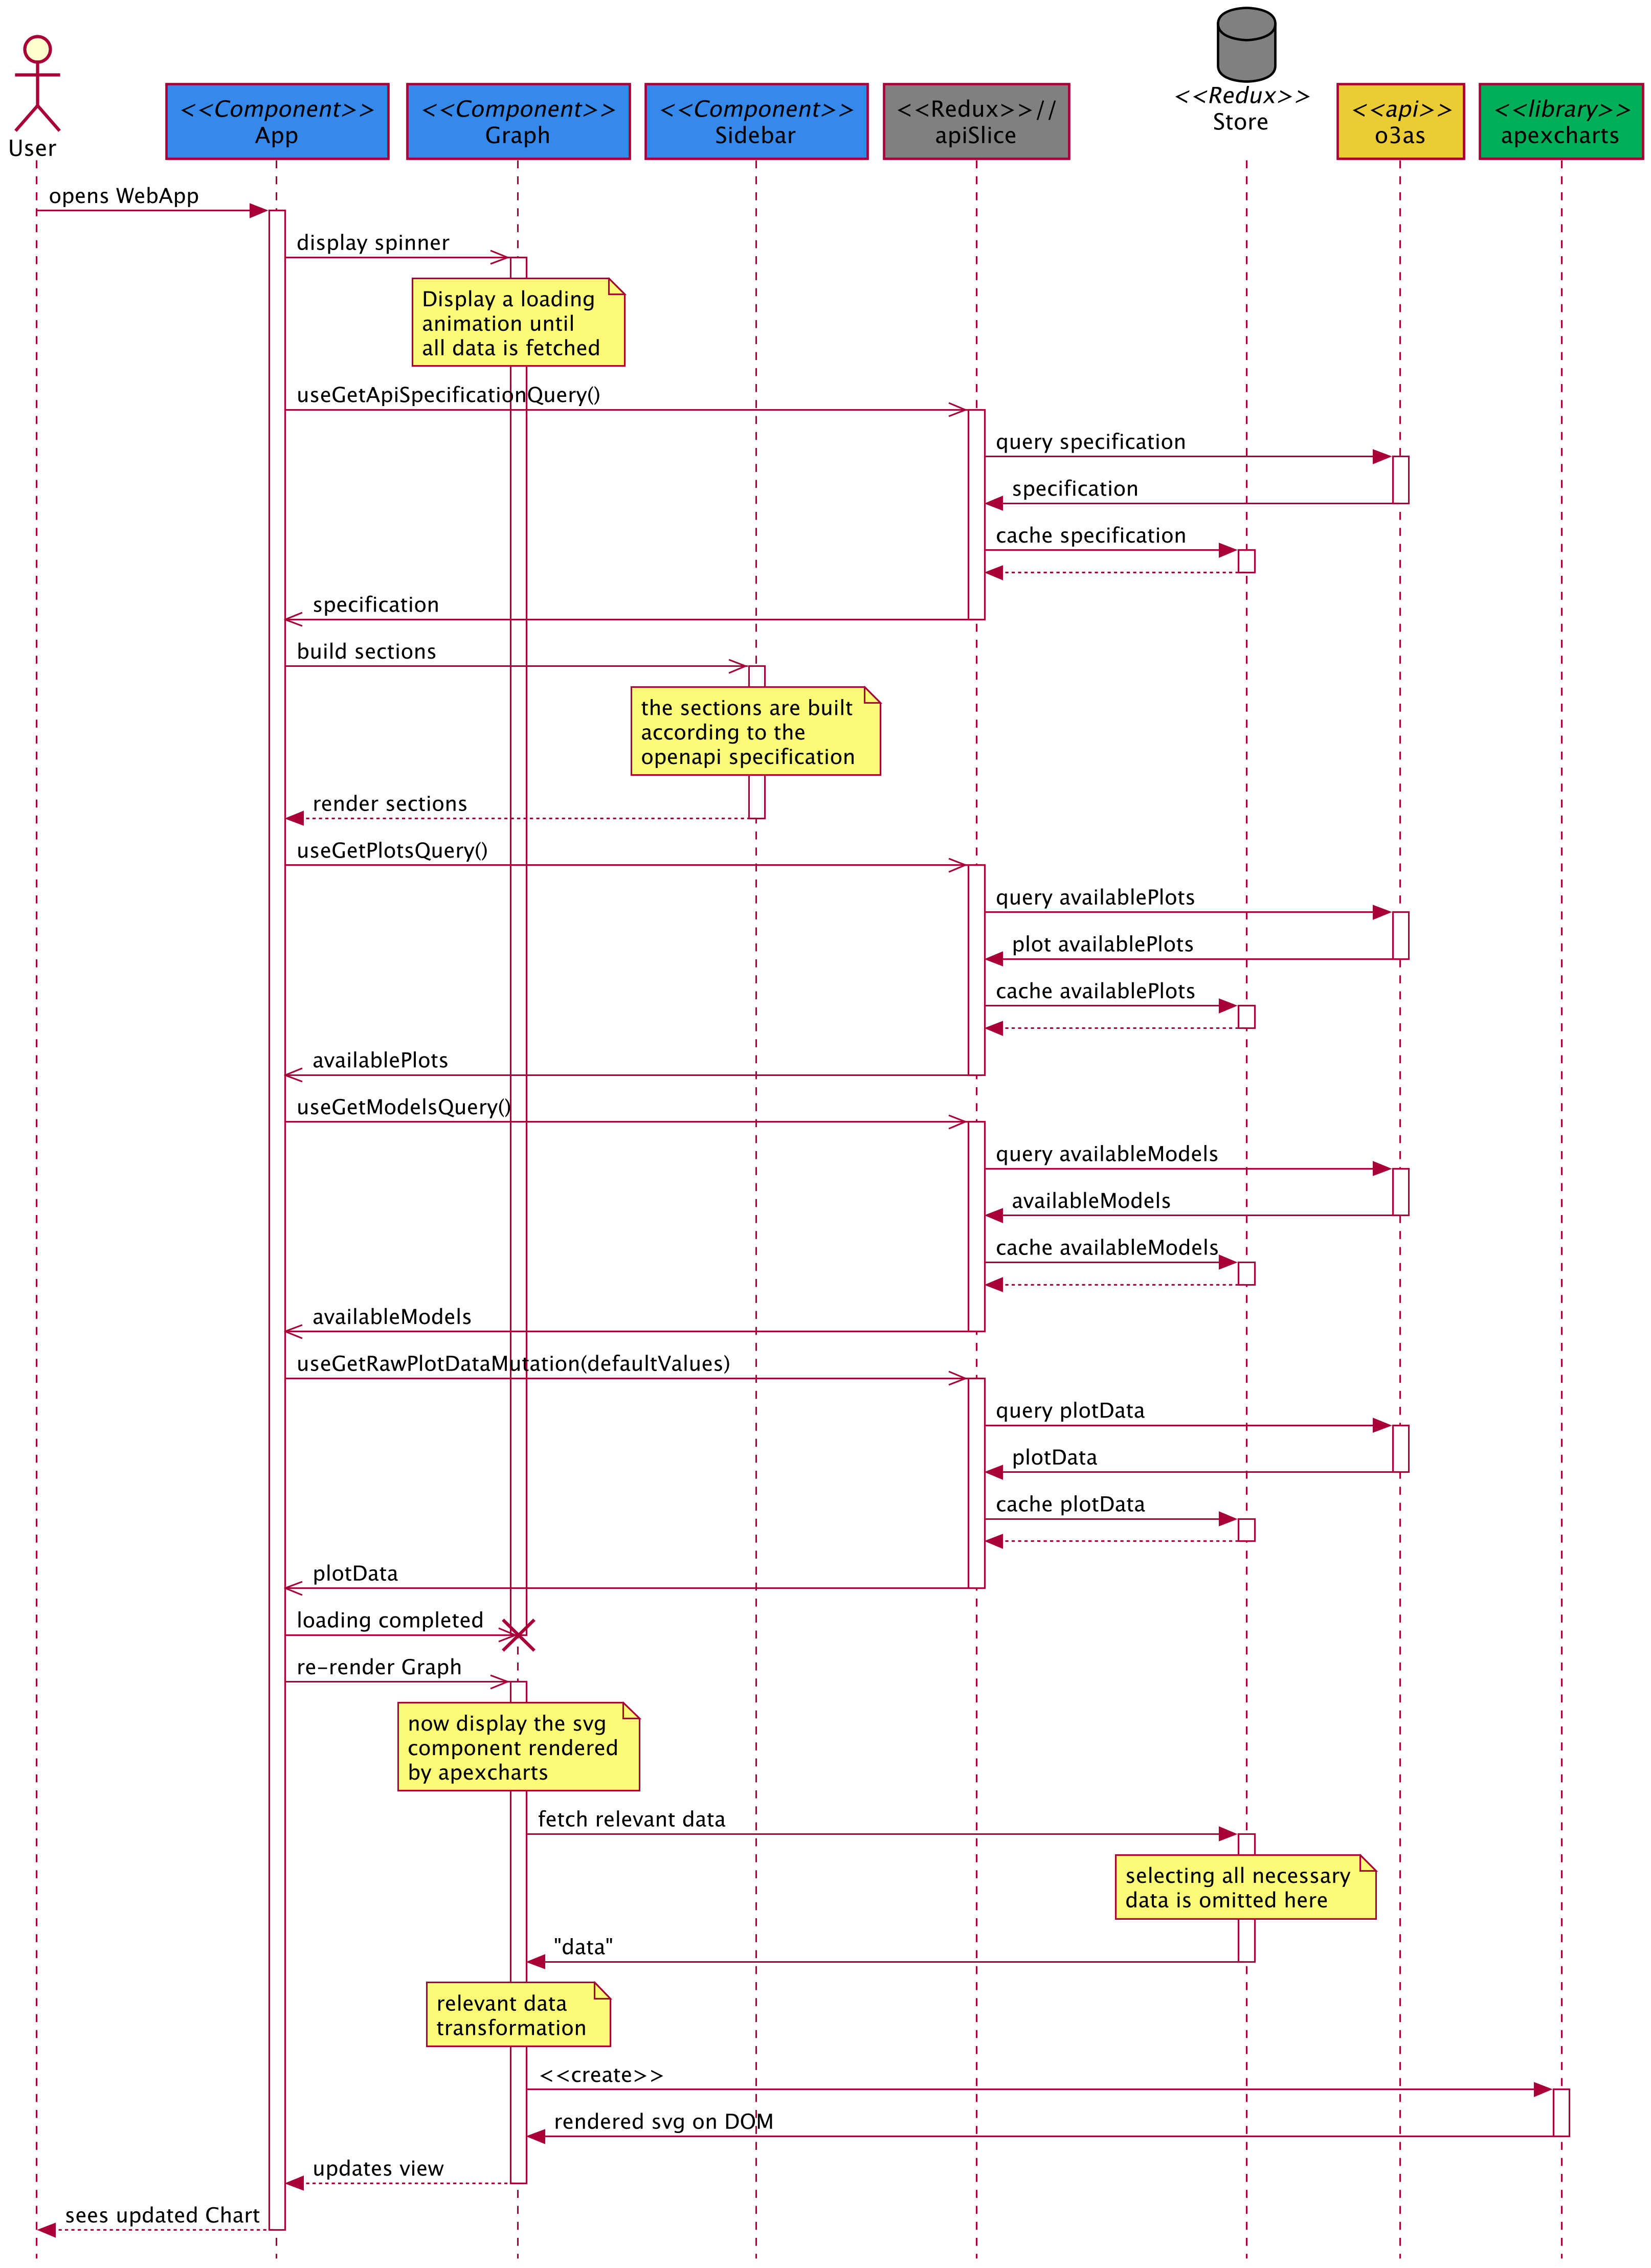 User
<<Component>>
App
<<Component>>
Graph
<<Component>>
Sidebar
<<Redux>>//
apiSlice
<<Redux>>
Store
<<api>>
o3as
<<library>>
apexcharts
opens WebApp
display spinner
Display a loading
animation until
all data is fetched
useGetApiSpecificationQuery()
query specification
specification
cache specification
specification
build sections
the sections are built
according to the
openapi specification
render sections
useGetPlotsQuery()
query availablePlots
plot availablePlots
cache availablePlots
availablePlots
useGetModelsQuery()
query availableModels
availableModels
cache availableModels
availableModels
useGetRawPlotDataMutation(defaultValues)
query plotData
plotData
cache plotData
plotData
loading completed
re-render Graph
now display the svg
component rendered
by apexcharts
fetch relevant data
selecting all necessary
data is omitted here
"data"
relevant data
transformation
<<create>>
rendered svg on DOM
updates view
sees updated Chart